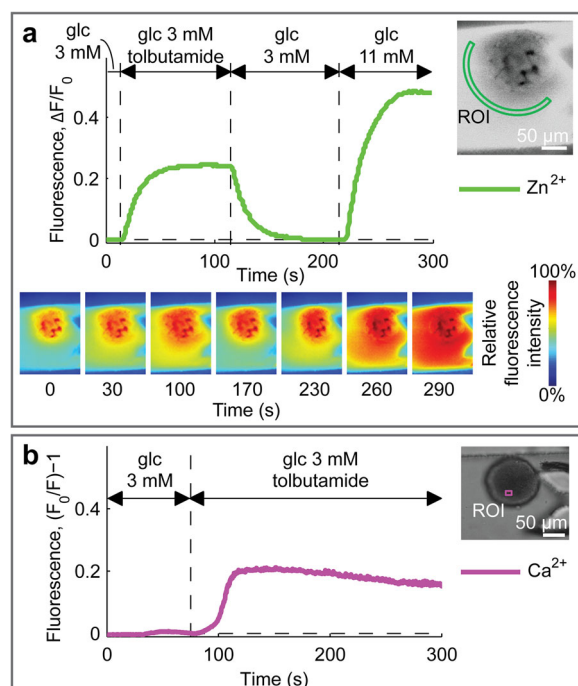 a
glc
3 mM
glc 3 mM
tolbutamide
glc
3 mM
glc
11 mM
Fluorescence, ΔF/F₀
0.4
0.2
0
0
100
200
300
Time (s)
ROI
50 µm
Zn²⁺
0
30
100
170
230
260
290
Time (s)
Relative
fluorescence
intensity
100%
0%
b
glc
3 mM
glc 3 mM
tolbutamide
Fluorescence, (F₀/F)−1
0.4
0.2
0
0
100
200
300
Time (s)
ROI
50 µm
Ca²⁺